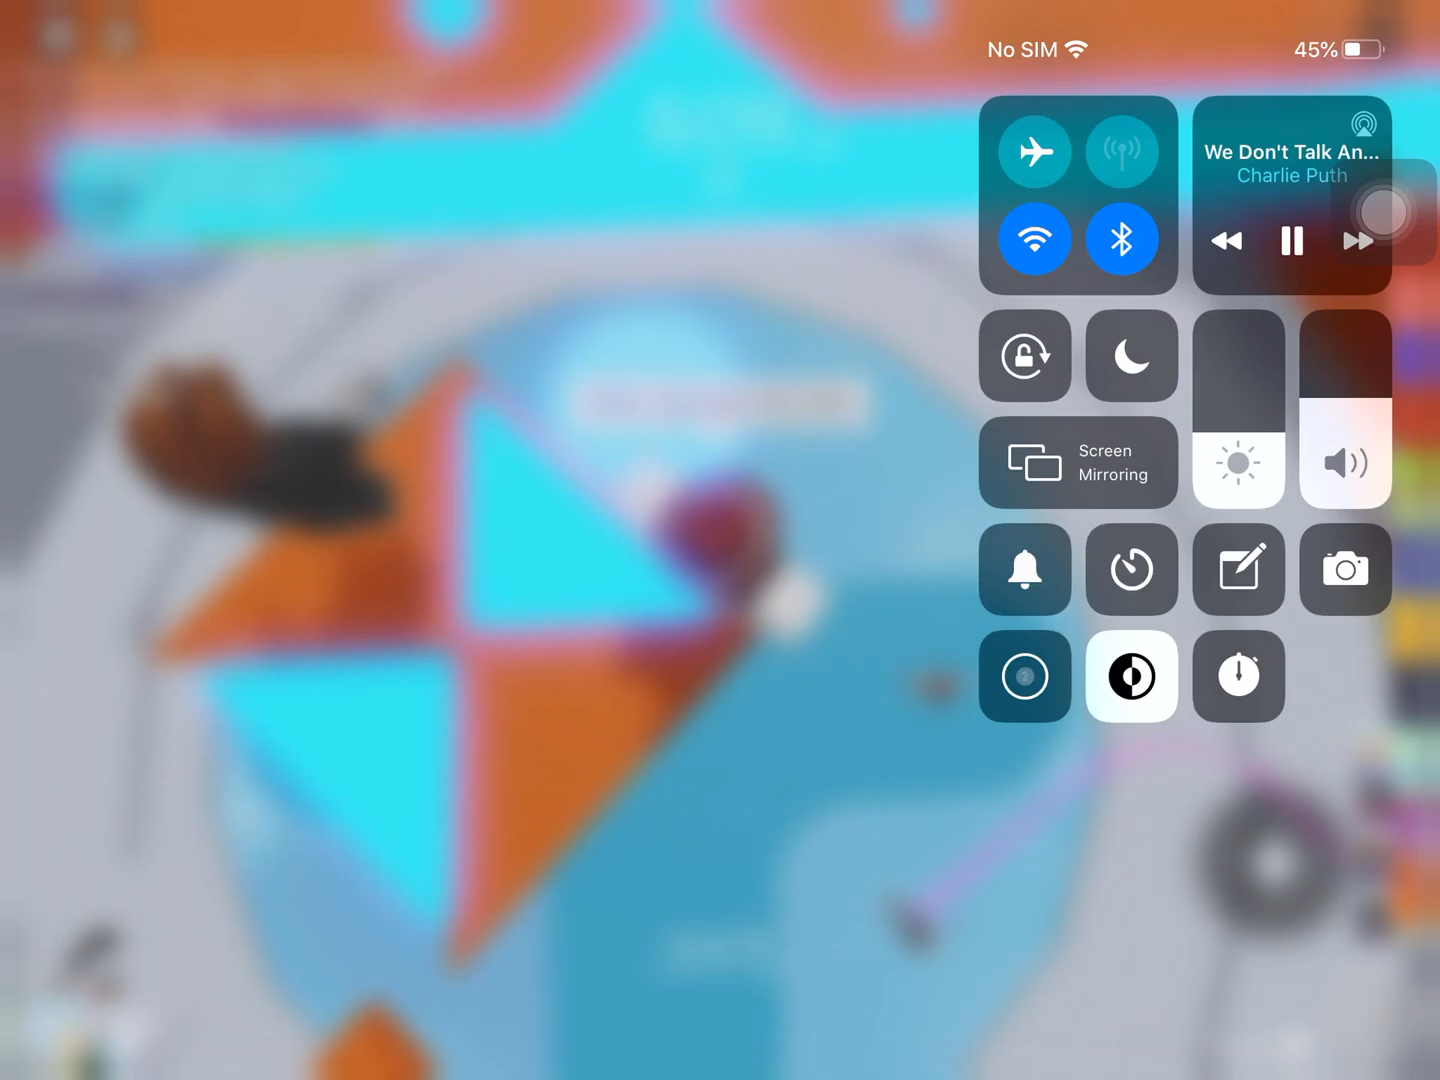 No SIM
45%
We Don't Talk An...
Charlie Puth
Screen
Mirroring